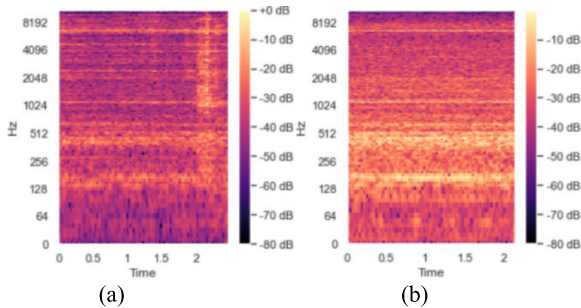 8192
4096
2048
1024
512
256
128
64
0
Hz
0 0.5 1 1.5 2
Time
+0 dB
-10 dB
-20 dB
-30 dB
-40 dB
-50 dB
-60 dB
-70 dB
-80 dB
(a)
8192
4096
2048
1024
512
256
128
64
0
Hz
0 0.5 1 1.5 2
Time
-10 dB
-20 dB
-30 dB
-40 dB
-50 dB
-60 dB
-70 dB
-80 dB
(b)